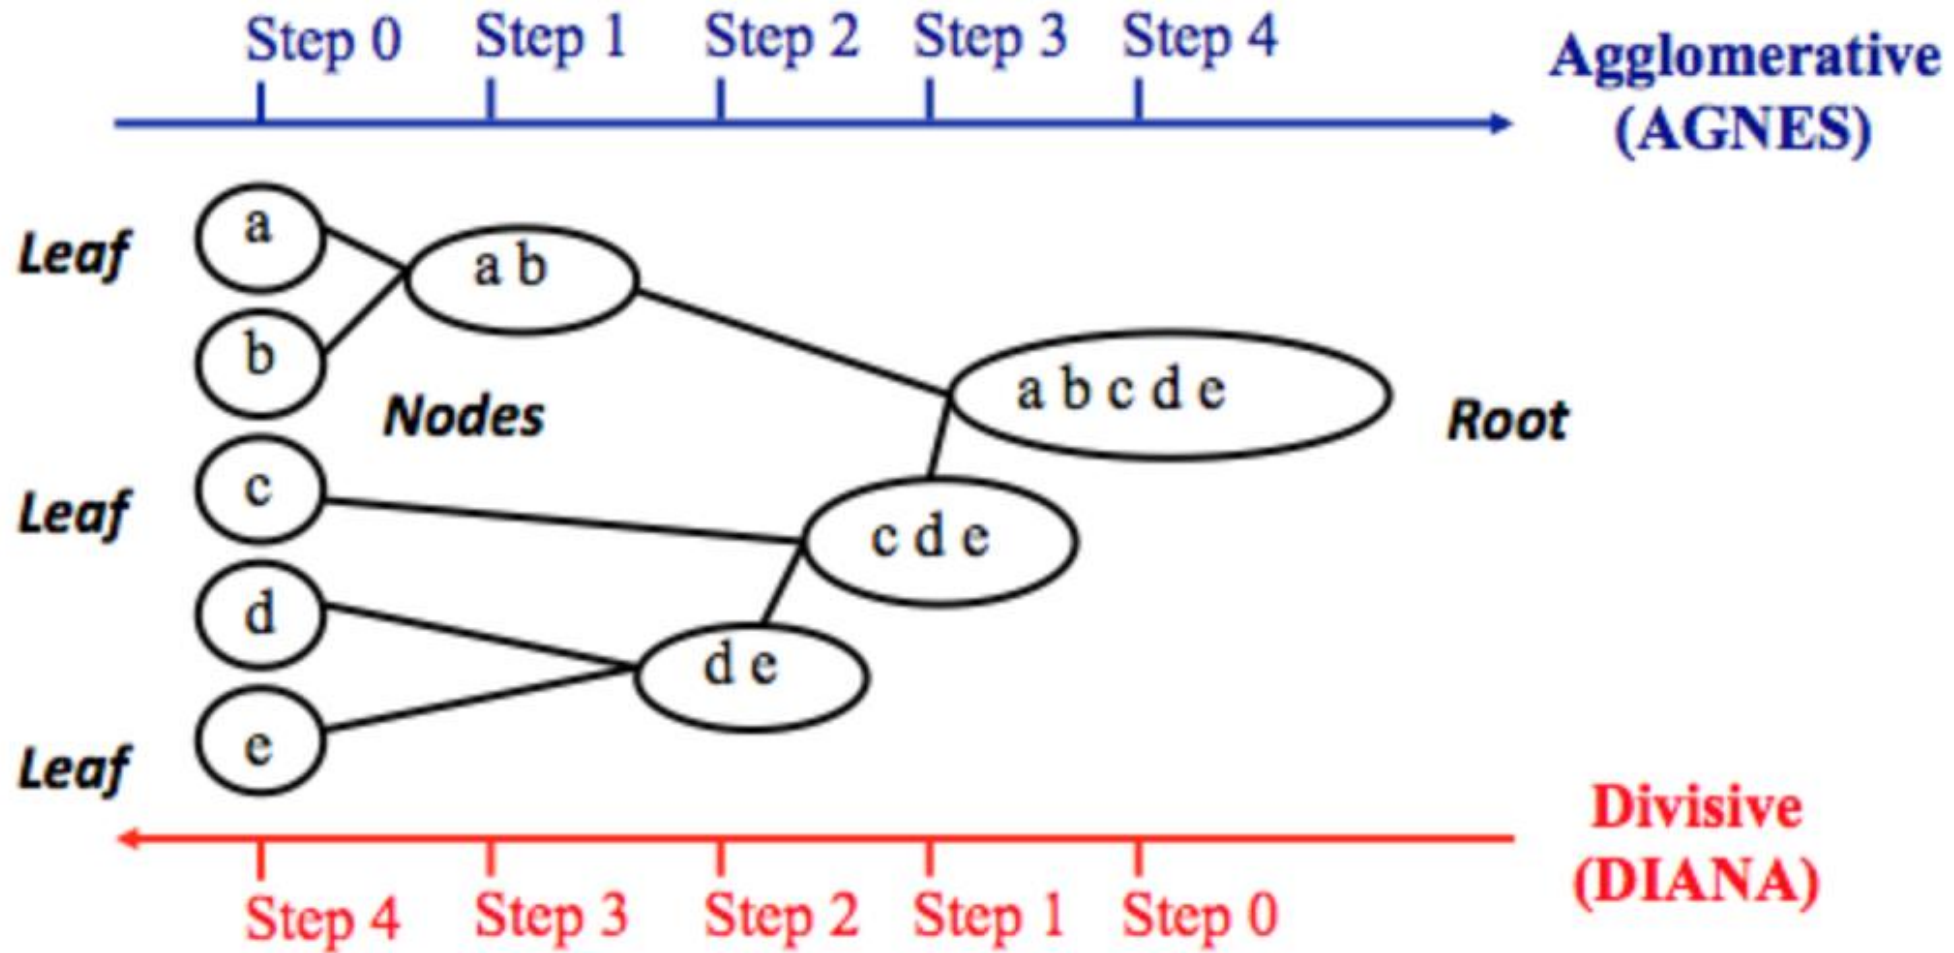 Step 0 Step 1 Step 2 Step 3 Step 4
Agglomerative
(AGNES)
Leaf
a
a b
b
Nodes
a b c d e
Root
Leaf
c
c d e
d
d e
Leaf
e
Divisive
(DIANA)
Step 4 Step 3 Step 2 Step 1 Step 0